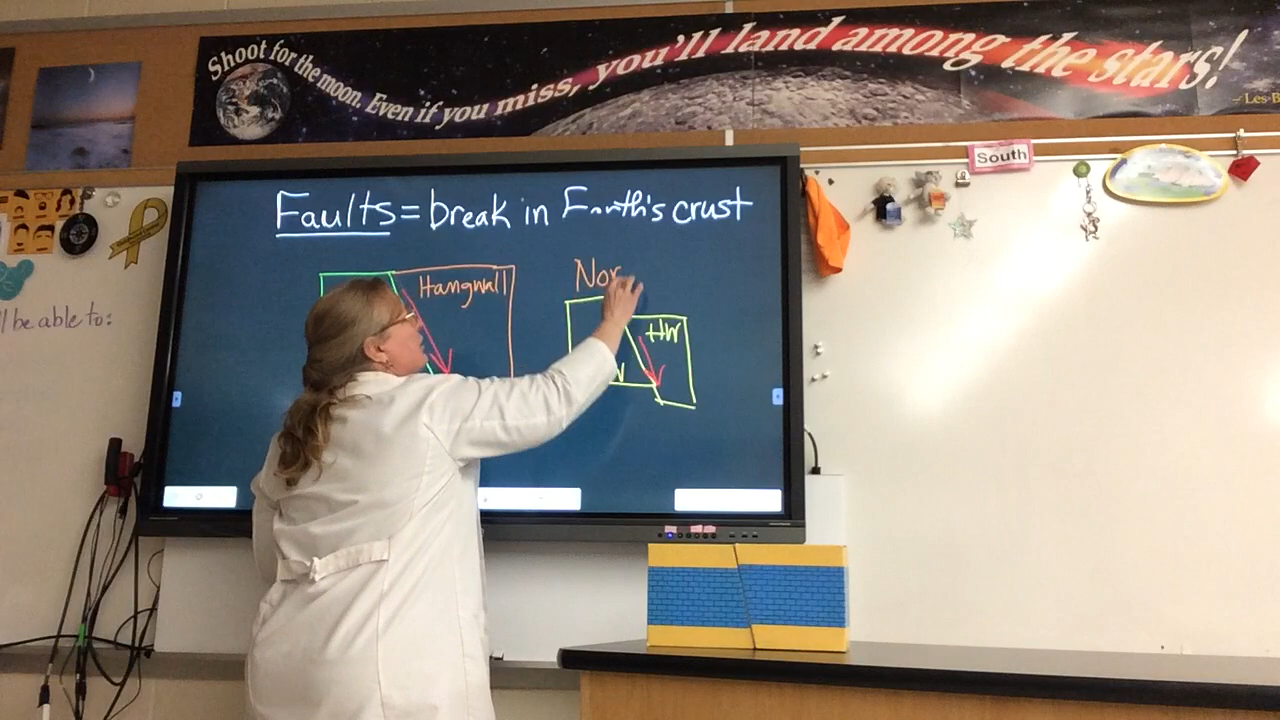 Shoot for the moon. Even if you miss, you'll land among the stars!
– Les B
South
Faults = break in Earth's crust
Hangwall
Nor
HW
ll be able to: